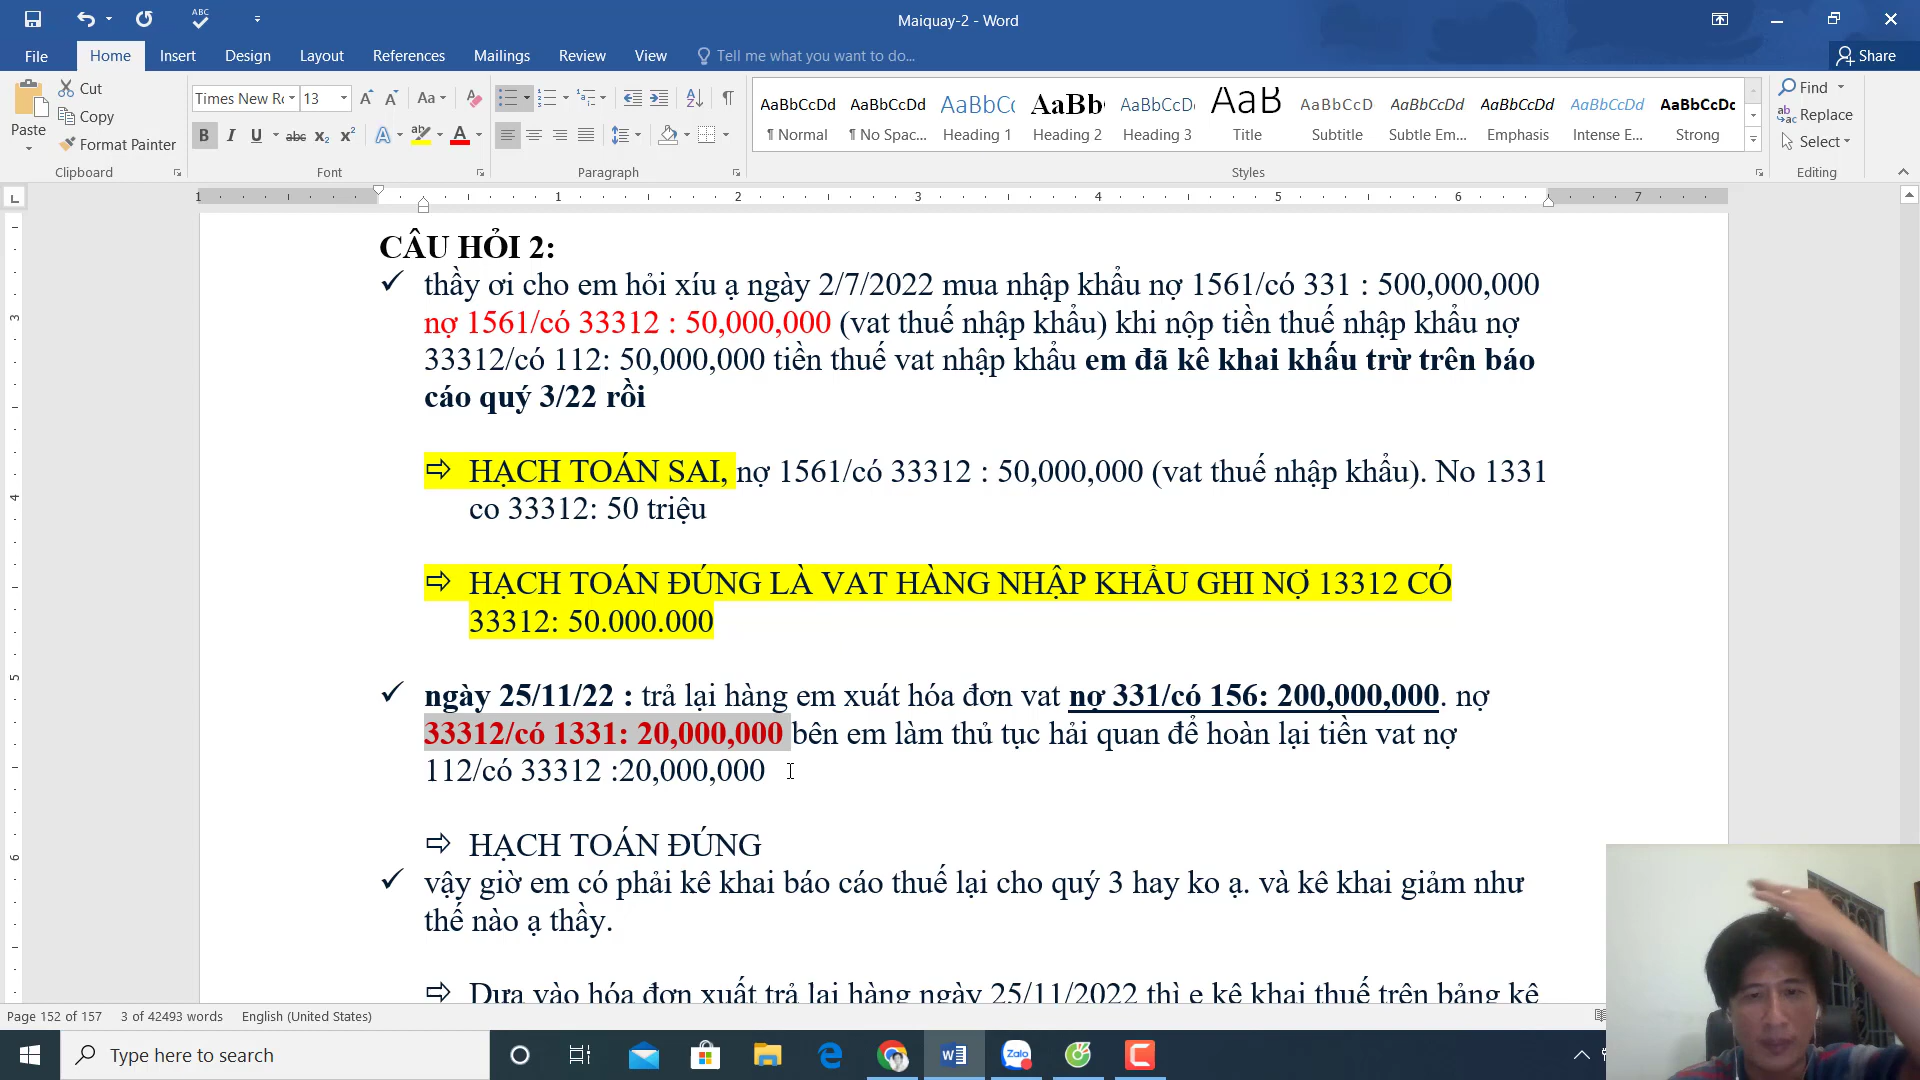 Maiquay-2 - Word
File Home Insert Design Layout References Mailings Review View Tell me what you want to do... Share
Paste Cut Copy Format Painter
Clipboard
Times New Ro 13
Font
Paragraph
AaBbCcDd ¶ Normal
AaBbCcDd ¶ No Spac...
AaBbC Heading 1
AaBb Heading 2
AaBbCcD Heading 3
AaB Title
AaBbCcD Subtitle
AaBbCcDd Subtle Em...
AaBbCcDd Emphasis
AaBbCcDd Intense E...
AaBbCcDc Strong
Styles
Find
Replace
Select
Editing
1 1 2 3 4 5 6 7
CÂU HỎI 2:
thầy ơi cho em hỏi xíu ạ ngày 2/7/2022 mua nhập khẩu nợ 1561/có 331 : 500,000,000
nợ 1561/có 33312 : 50,000,000 (vat thuế nhập khẩu) khi nộp tiền thuế nhập khẩu nợ
33312/có 112: 50,000,000 tiền thuế vat nhập khẩu em đã kê khai khấu trừ trên báo
cáo quý 3/22 rồi
HẠCH TOÁN SAI, nợ 1561/có 33312 : 50,000,000 (vat thuế nhập khẩu). No 1331
co 33312: 50 triệu
HẠCH TOÁN ĐÚNG LÀ VAT HÀNG NHẬP KHẨU GHI NỢ 13312 CÓ
33312: 50.000.000
ngày 25/11/22 : trả lại hàng em xuát hóa đơn vat nợ 331/có 156: 200,000,000. nợ
33312/có 1331: 20,000,000 bên em làm thủ tục hải quan để hoàn lại tiền vat nợ
112/có 33312 :20,000,000
HẠCH TOÁN ĐÚNG
vậy giờ em có phải kê khai báo cáo thuế lại cho quý 3 hay ko ạ. và kê khai giảm như
thế nào ạ thầy.
Dựa vào hóa đơn xuất trả lại hàng ngày 25/11/2022 thì e kê khai thuế trên bảng kê
Page 152 of 157 3 of 42493 words English (United States)
Type here to search
Zalo